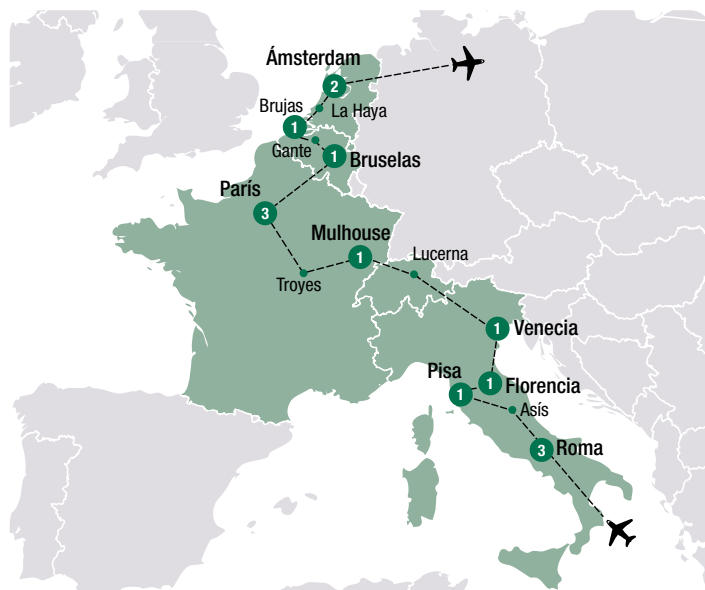 Ámsterdam
2
La Haya
Brujas
1
Gante
1
Bruselas
París
3
Mulhouse
1
Lucerna
Troyes
1
Venecia
Pisa
1
1
Florencia
Asís
3
Roma